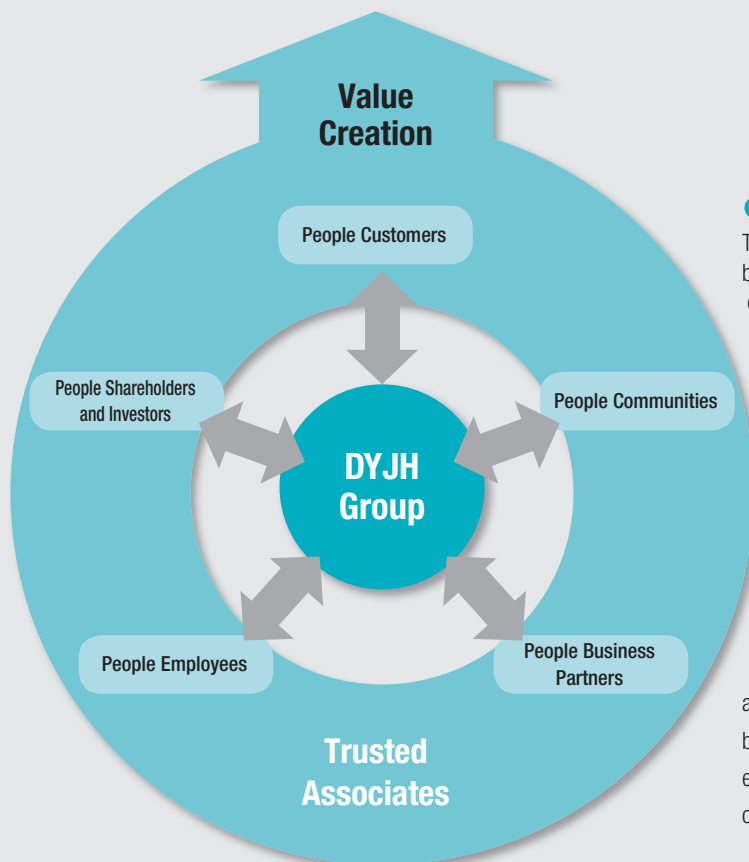 Value
Creation
People Customers
People Shareholders
and Investors
People Communities
DYJH
Group
People Employees
People Business
Partners
Trusted
Associates